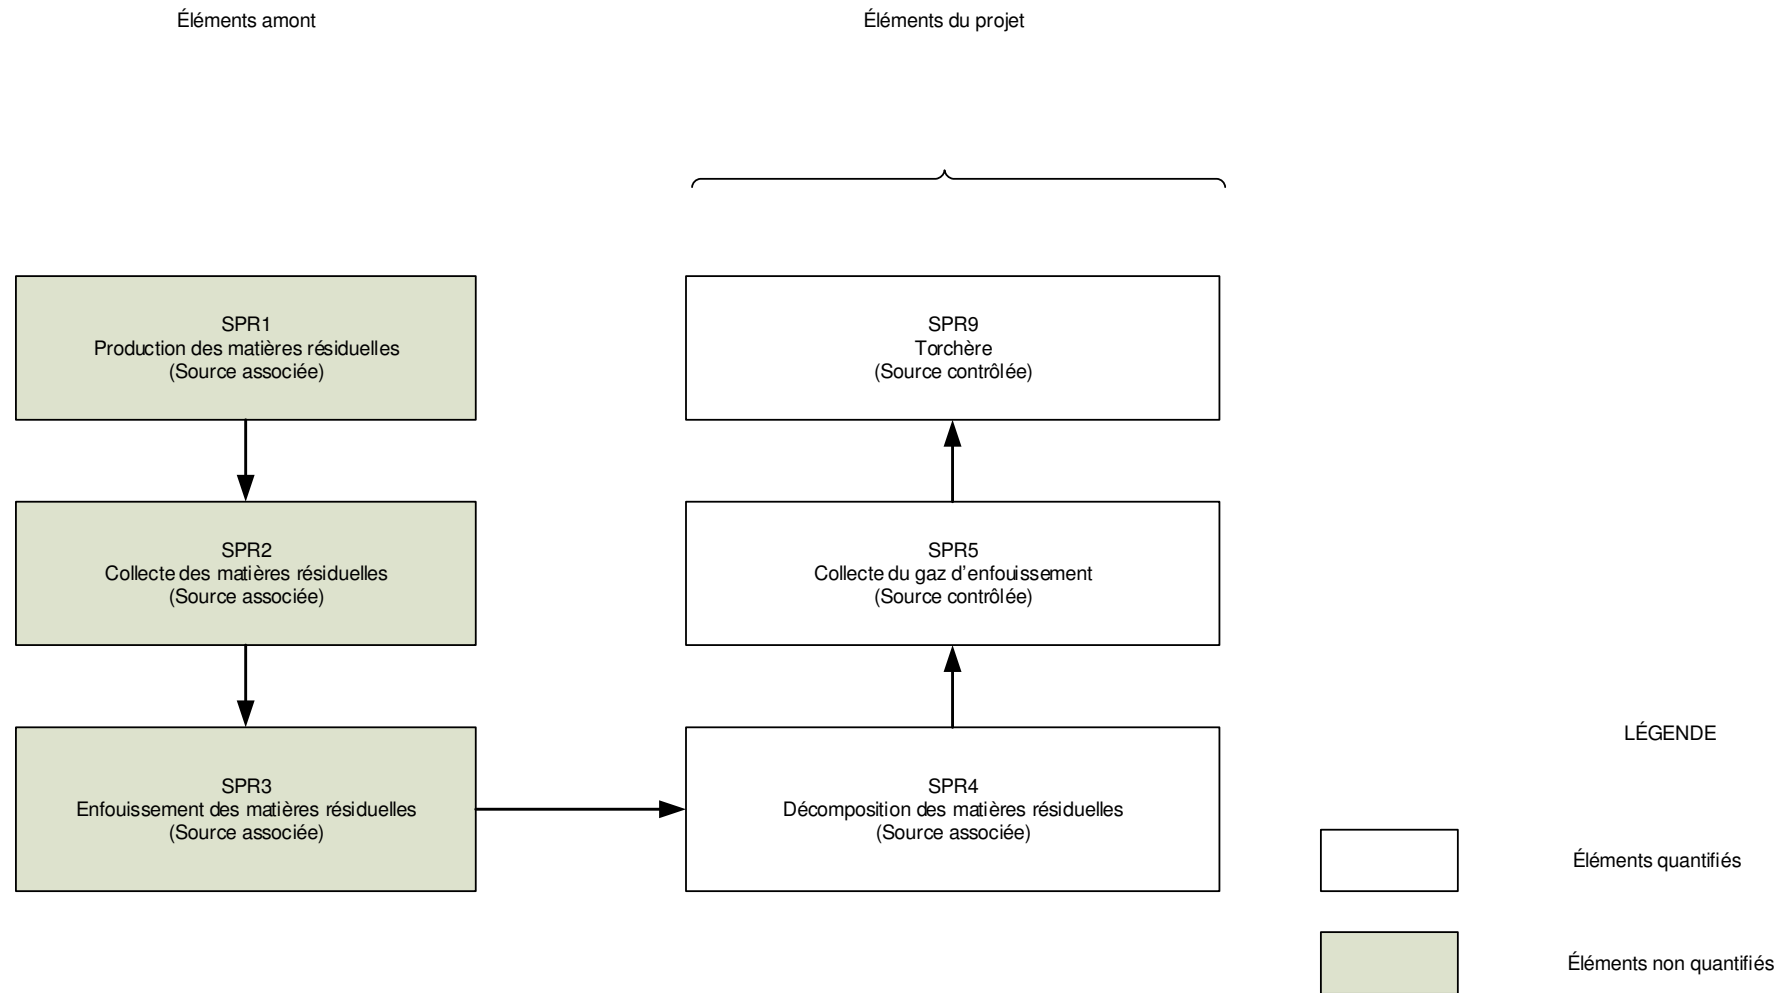 Éléments amont
Éléments du projet
SPR1
Production des matières résiduelles
(Source associée)
SPR9
Torchère
(Source contrôlée)
SPR2
Collecte des matières résiduelles
(Source associée)
SPR5
Collecte du gaz d’enfouissement
(Source contrôlée)
SPR3
Enfouissement des matières résiduelles
(Source associée)
SPR4
Décomposition des matières résiduelles
(Source associée)
LÉGENDE
Éléments quantifiés
Éléments non quantifiés